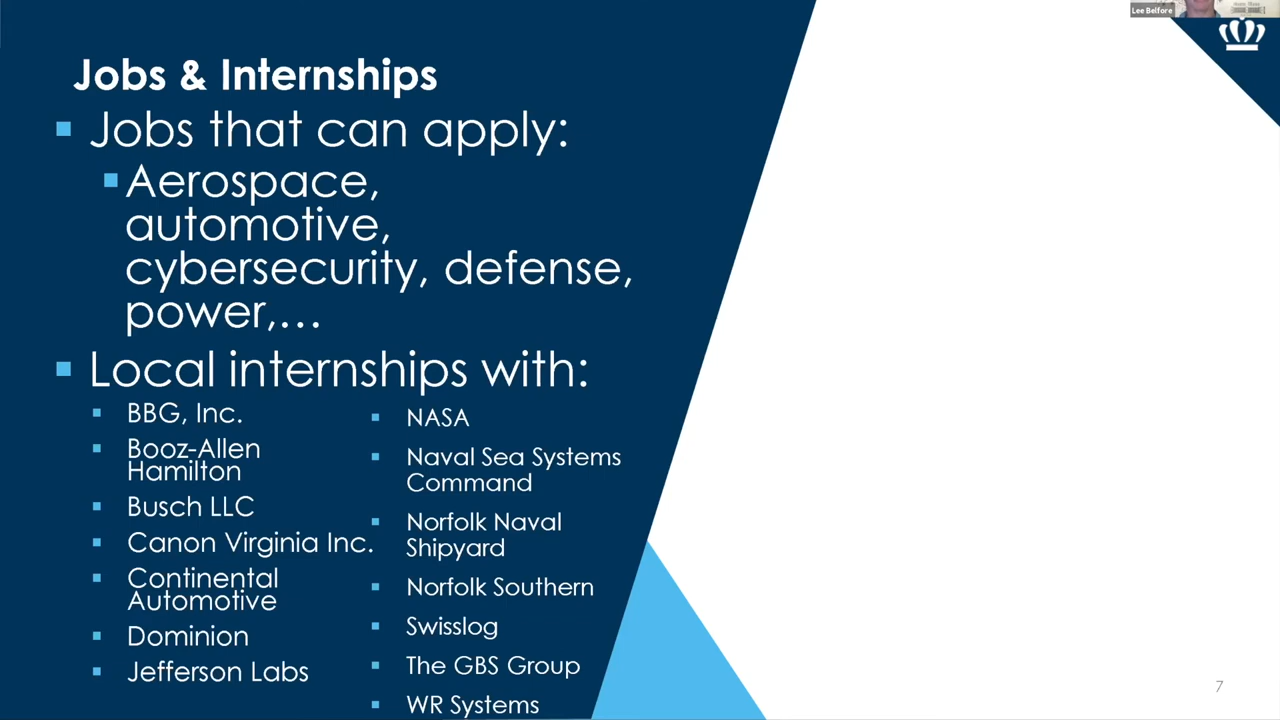 Lee Belfore
Jobs & Internships
Jobs that can apply:
Aerospace,
automotive,
cybersecurity, defense,
power,...
Local internships with:
BBG, Inc.
Booz-Allen
Hamilton
Busch LLC
Canon Virginia Inc.
Continental
Automotive
Dominion
Jefferson Labs
NASA
Naval Sea Systems
Command
Norfolk Naval
Shipyard
Norfolk Southern
Swisslog
The GBS Group
WR Systems
7